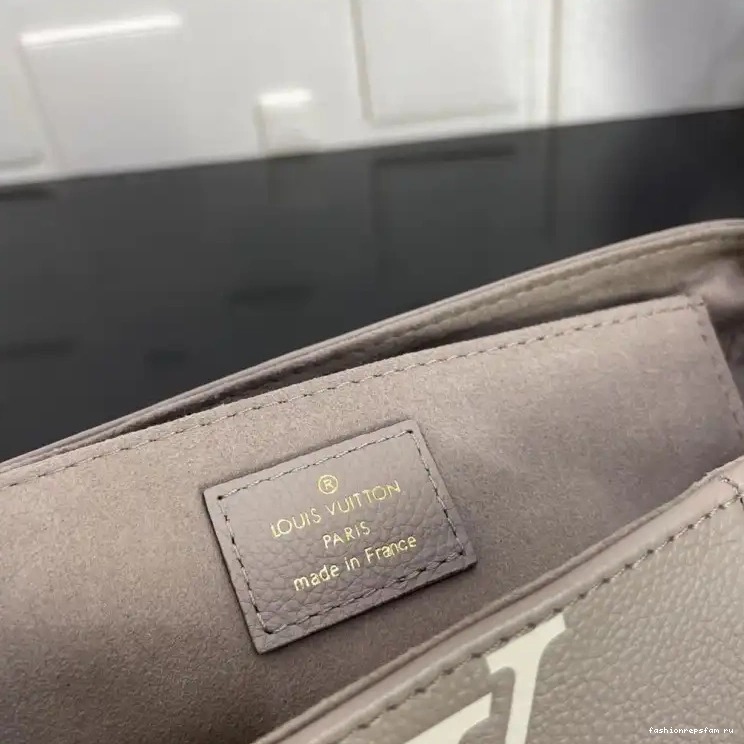 ®
LOUIS VUITTON
PARIS
made in France
fashionrepsfam.ru